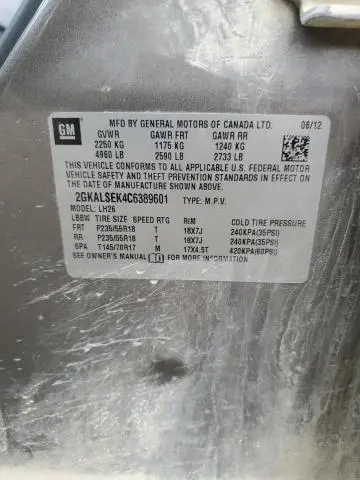 GM
MFD BY GENERAL MOTORS OF CANADA LTD. 06/12
GVWR GAWR FRT GAWR RR
2250 KG 1175 KG 1240 KG
4960 LB 2590 LB 2733 LB
THIS VEHICLE CONFORMS TO ALL APPLICABLE U.S. FEDERAL MOTOR
VEHICLE SAFETY, BUMPER, AND THEFT PREVENTION STANDARDS IN EFFECT ON
THE DATE OF MANUFACTURE SHOWN ABOVE.
2GKALSEK4C6389601 TYPE: M.P.V.
MODEL: LH26
LBBW TIRE SIZE SPEED RTG RIM COLD TIRE PRESSURE
FRT P235/55R18 T 18X7J 240KPA(35PSI)
RR P235/55R18 T 18X7J 240KPA(35PSI)
SPA T145/70R17 M 17X4.5T 420KPA(60PSI)
SEE OWNER'S MANUAL FOR MORE INFORMATION